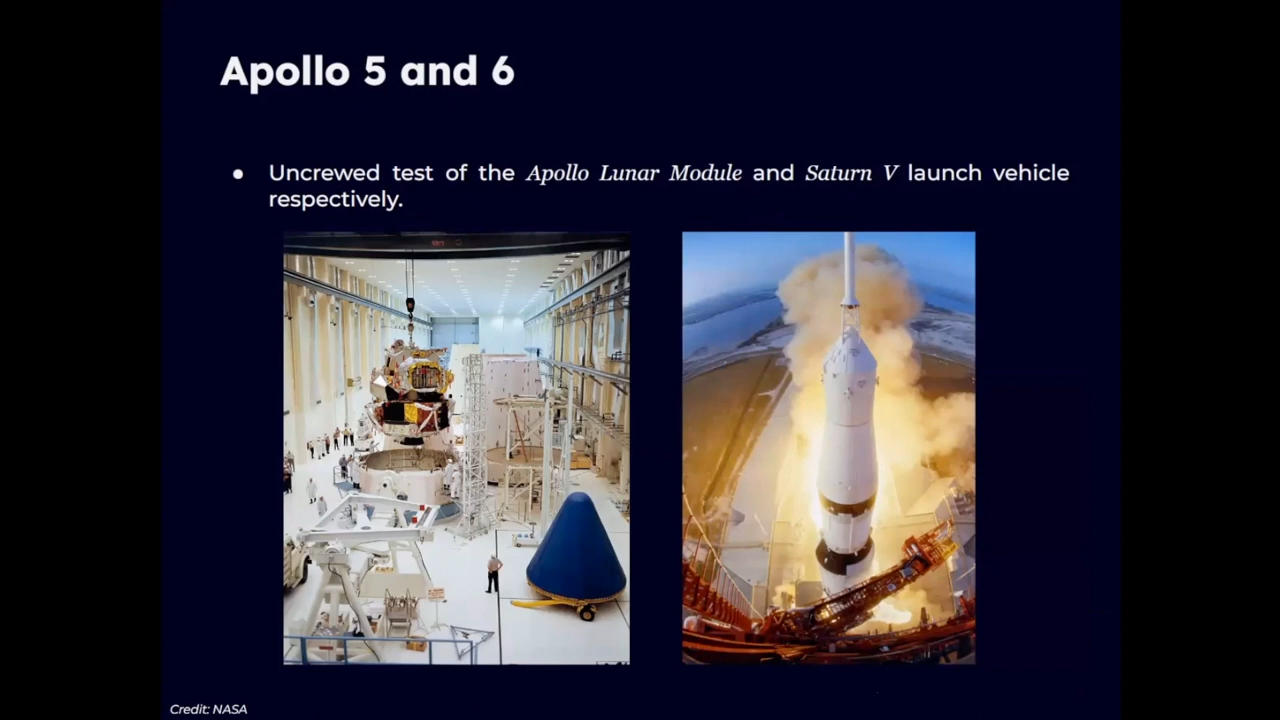 Apollo 5 and 6
● Uncrewed test of the Apollo Lunar Module and Saturn V launch vehicle
respectively.
Credit: NASA